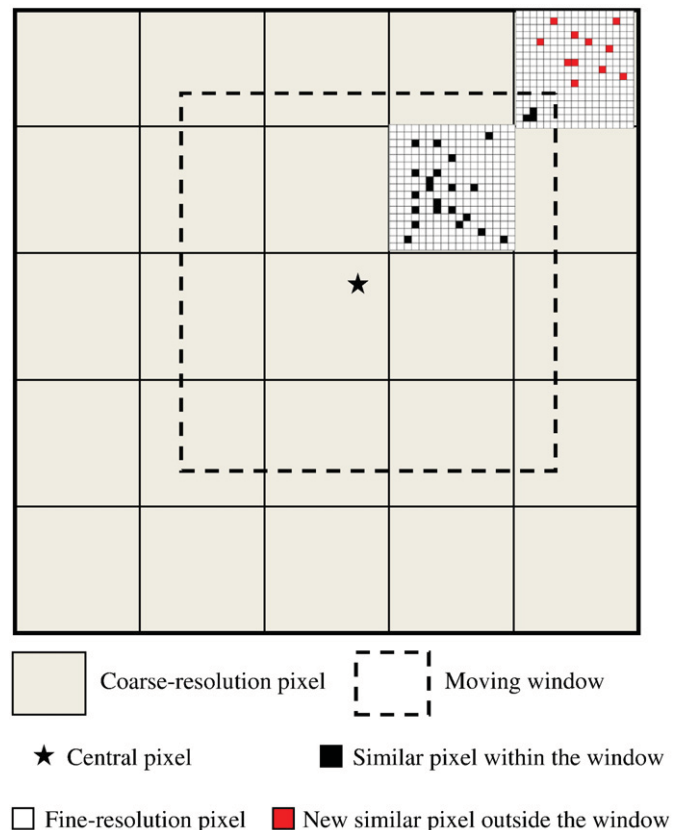 Coarse-resolution pixel
Moving window
Central pixel
Similar pixel within the window
Fine-resolution pixel
New similar pixel outside the window